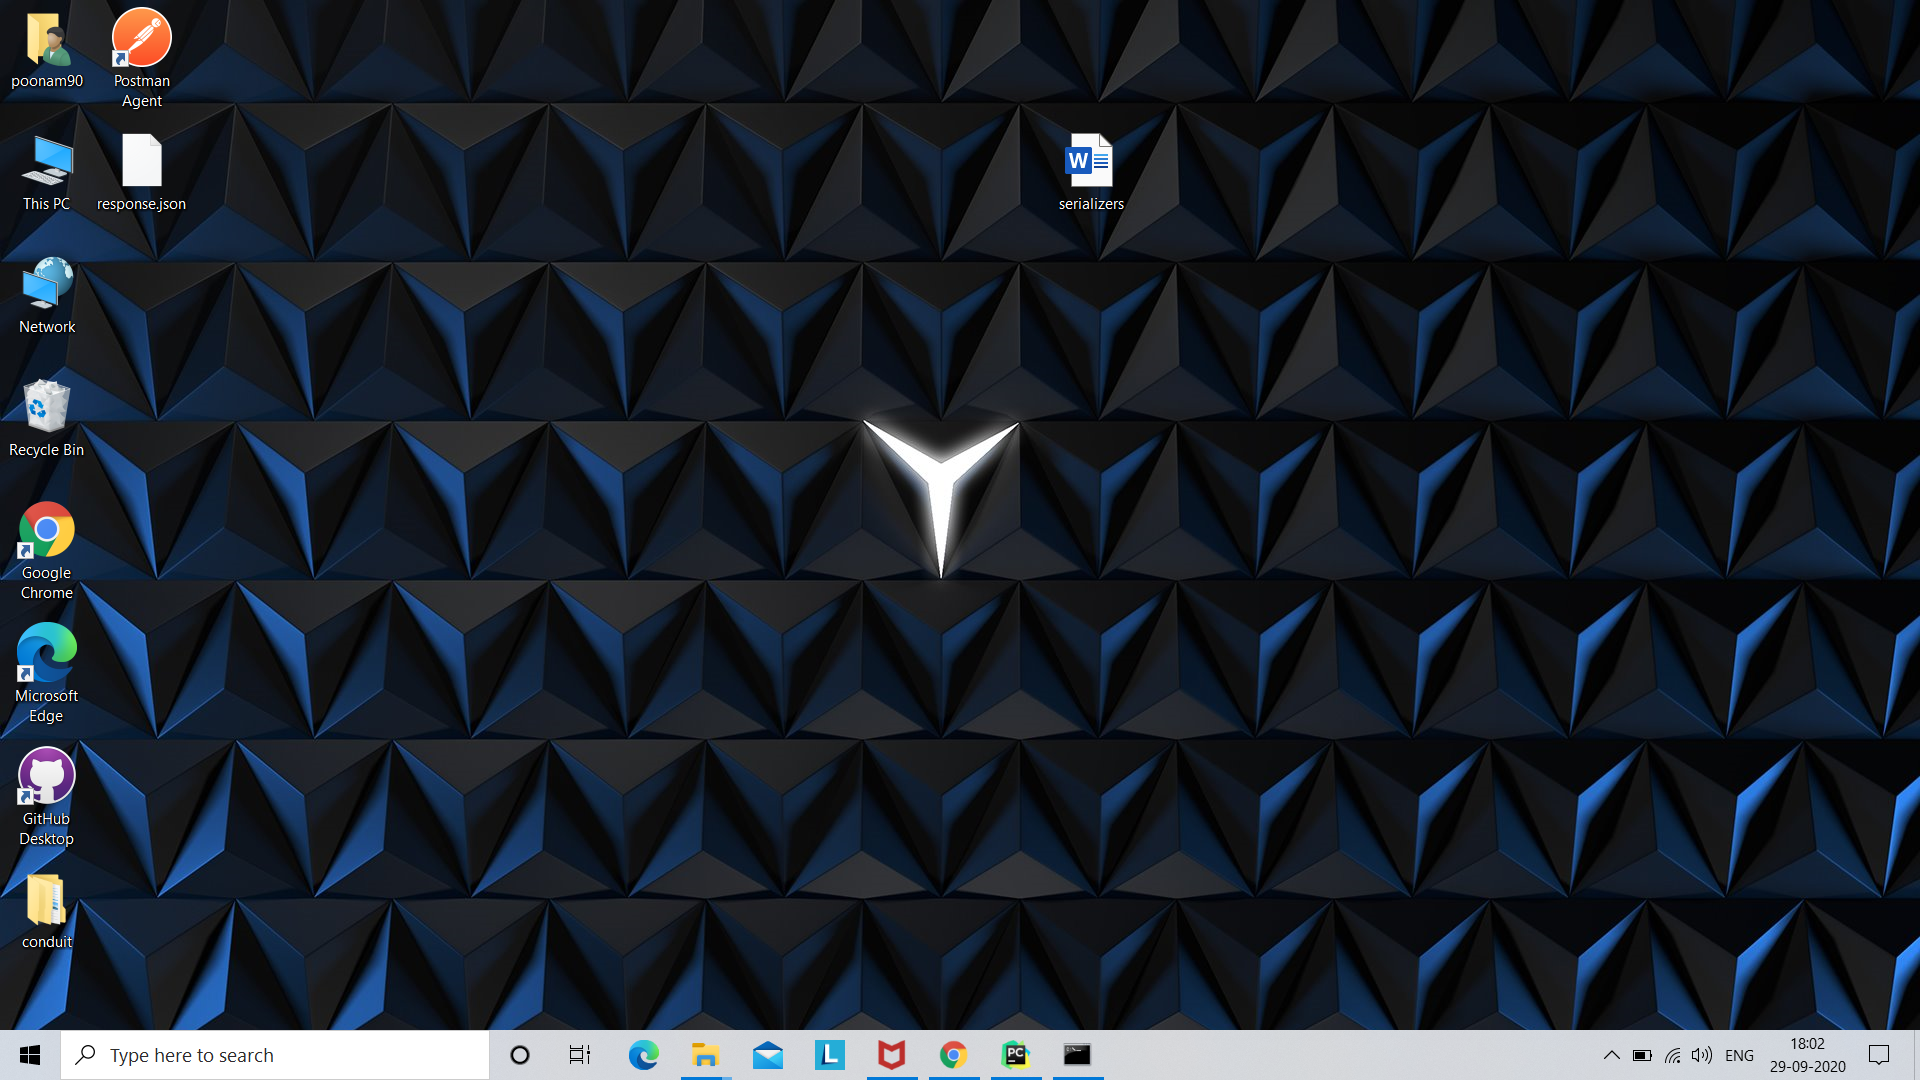 poonam90
Postman
Agent
This PC
response.json
W
serializers
Network
Recycle Bin
Google
Chrome
Microsoft
Edge
GitHub
Desktop
conduit
Type here to search
L
PC
ENG
18:02
29-09-2020